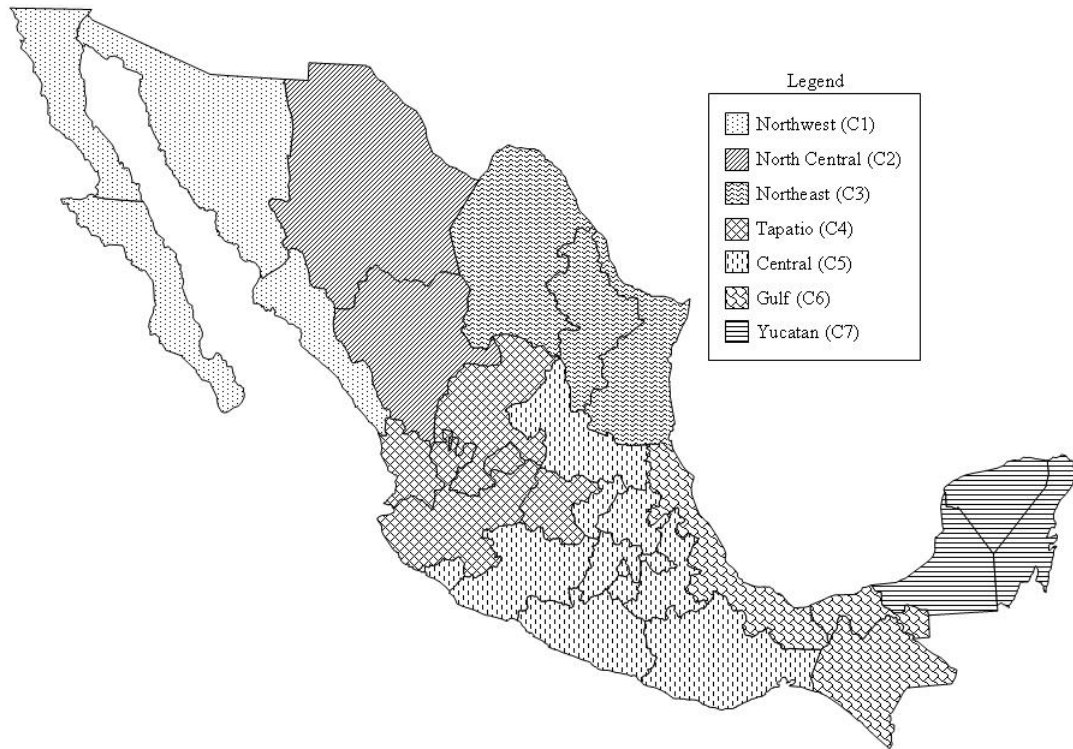 Legend
Northwest (C1)
North Central (C2)
Northeast (C3)
Tapatio (C4)
Central (C5)
Gulf (C6)
Yucatan (C7)